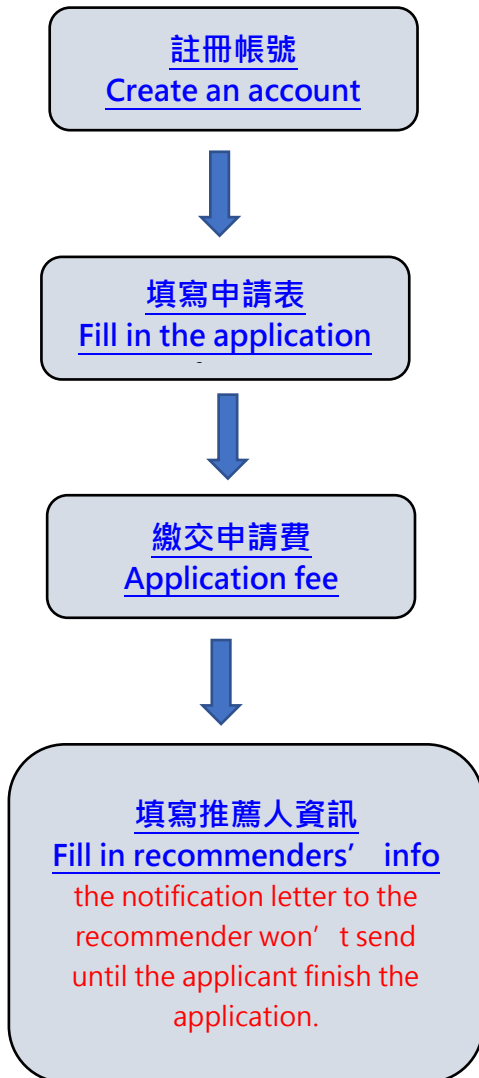 註冊帳號
Create an account
填寫申請表
Fill in the application
繳交申請費
Application fee
填寫推薦人資訊
Fill in recommenders’ info
the notification letter to the
recommender won’t send
until the applicant finish the
application.